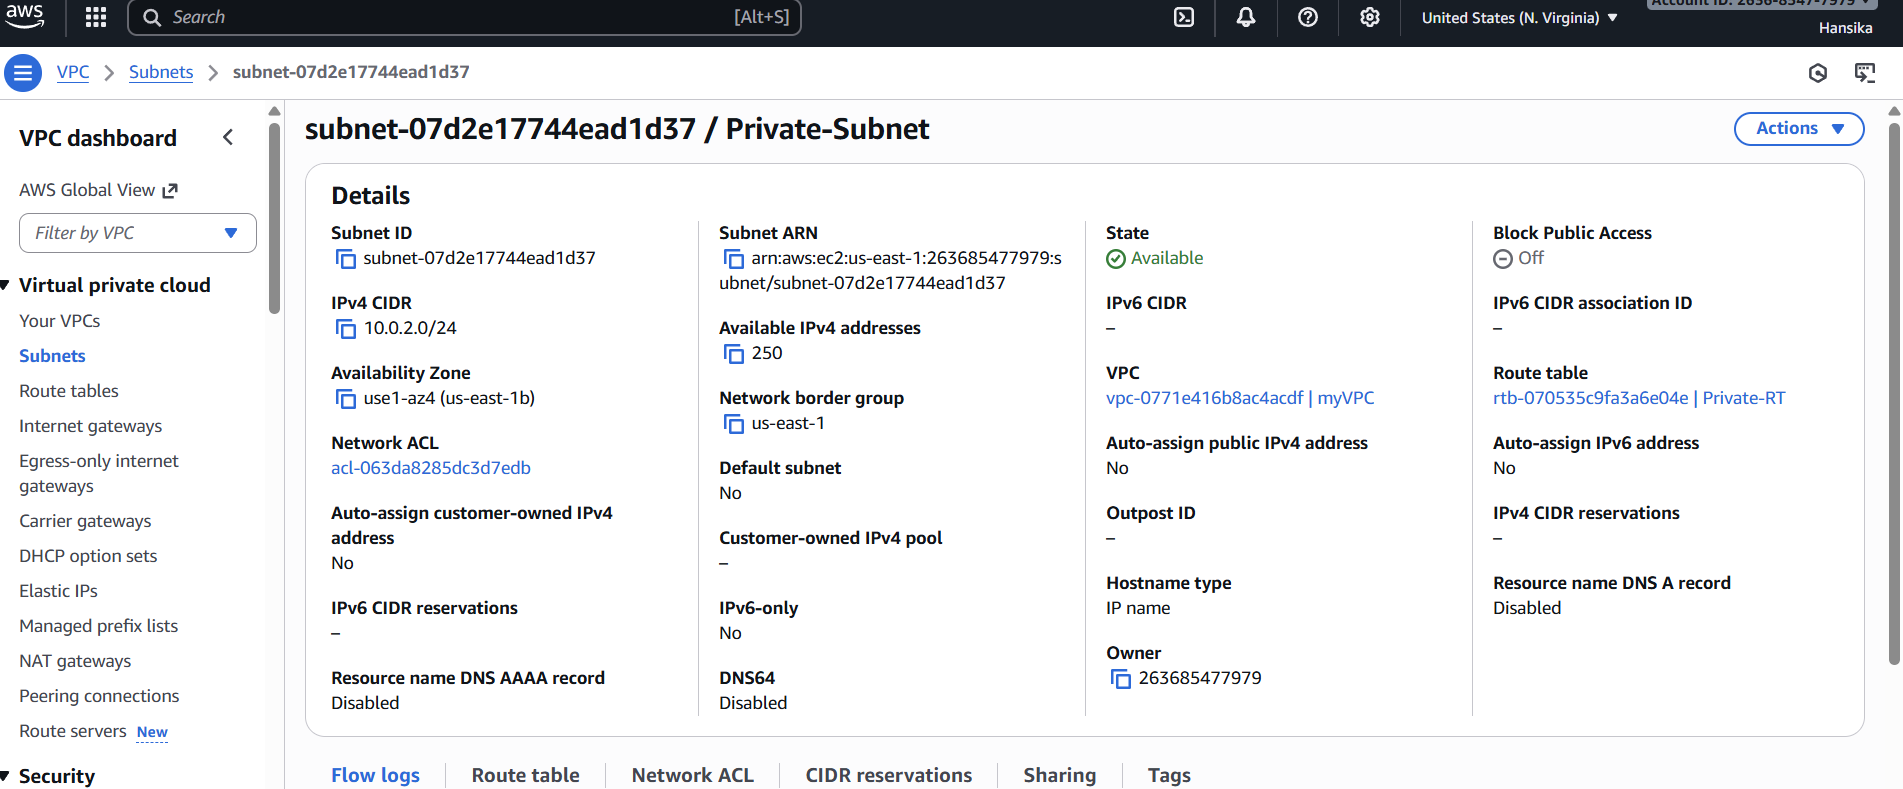 aws
Search
[Alt+S]
United States (N. Virginia)
Account ID: 2636-8547-7979
Hansika
VPC
Subnets
subnet-07d2e17744ead1d37
VPC dashboard
AWS Global View
Filter by VPC
Virtual private cloud
Your VPCs
Subnets
Route tables
Internet gateways
Egress-only internet
gateways
Carrier gateways
DHCP option sets
Elastic IPs
Managed prefix lists
NAT gateways
Peering connections
Route servers New
Security
subnet-07d2e17744ead1d37 / Private-Subnet
Actions
Details
Subnet ID
subnet-07d2e17744ead1d37
IPv4 CIDR
10.0.2.0/24
Availability Zone
use1-az4 (us-east-1b)
Network ACL
acl-063da8285dc3d7edb
Auto-assign customer-owned IPv4
address
No
IPv6 CIDR reservations
–
Resource name DNS AAAA record
Disabled
Subnet ARN
arn:aws:ec2:us-east-1:263685477979:s
ubnet/subnet-07d2e17744ead1d37
Available IPv4 addresses
250
Network border group
us-east-1
Default subnet
No
Customer-owned IPv4 pool
–
IPv6-only
No
DNS64
Disabled
State
Available
IPv6 CIDR
–
VPC
vpc-0771e416b8ac4acdf | myVPC
Auto-assign public IPv4 address
No
Outpost ID
–
Hostname type
IP name
Owner
263685477979
Block Public Access
Off
IPv6 CIDR association ID
–
Route table
rtb-070535c9fa3a6e04e | Private-RT
Auto-assign IPv6 address
No
IPv4 CIDR reservations
–
Resource name DNS A record
Disabled
Flow logs
Route table
Network ACL
CIDR reservations
Sharing
Tags